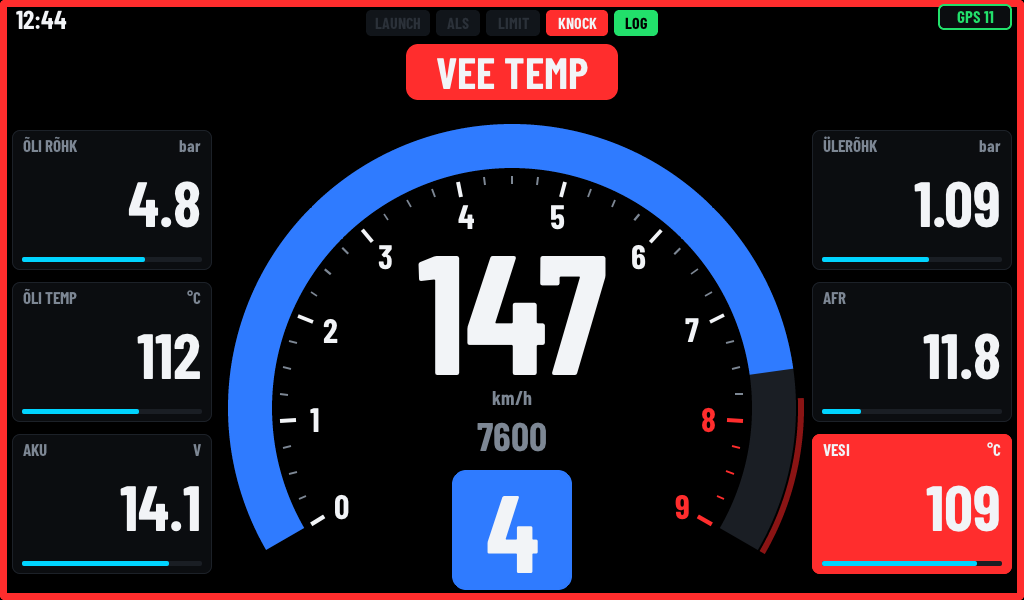 12:44
LAUNCH ALS LIMIT KNOCK LOG
GPS 11
VEE TEMP
ÕLI RÕHK bar
4.8
ÕLI TEMP °C
112
AKU V
14.1
0
1
2
3
4
5
6
7
8
9
147
km/h
7600
4
ÜLERÕHK bar
1.09
AFR
11.8
VESI °C
109